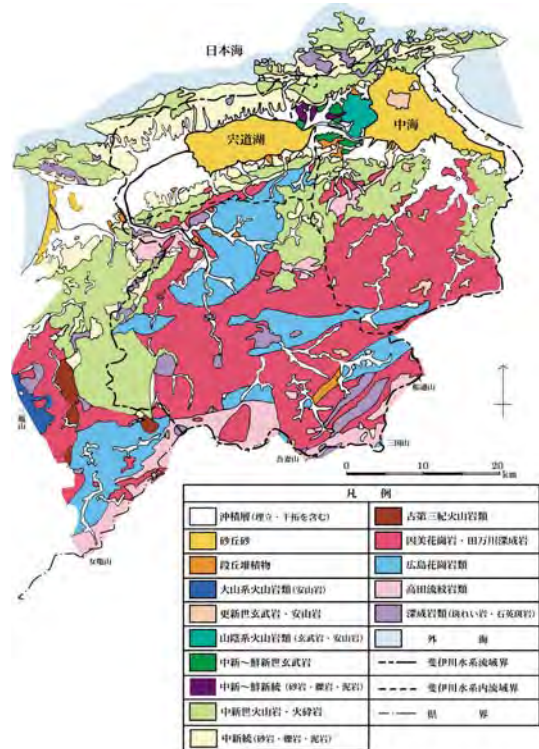 日本海
宍道湖
中海
船通山
三国山
吾妻山
女亀山
0 10 20
km
凡 例
沖積層(埋立・干拓を含む)
砂丘砂
段丘堆積物
大山系火山岩類(安山岩)
更新世玄武岩・安山岩
山陰系火山岩類(玄武岩・安山岩)
中新~鮮新世玄武岩
中新~鮮新統(砂岩・礫岩・泥岩)
中新世火山岩・火砕岩
中新統(砂岩・礫岩・泥岩)
古第三紀火山岩類
因美花崗岩・田万川深成岩
広島花崗岩類
高田流紋岩類
深成岩類(斑れい岩・石英閃岩)
外 海
斐伊川水系流域界
斐伊川水系内流域界
県 界